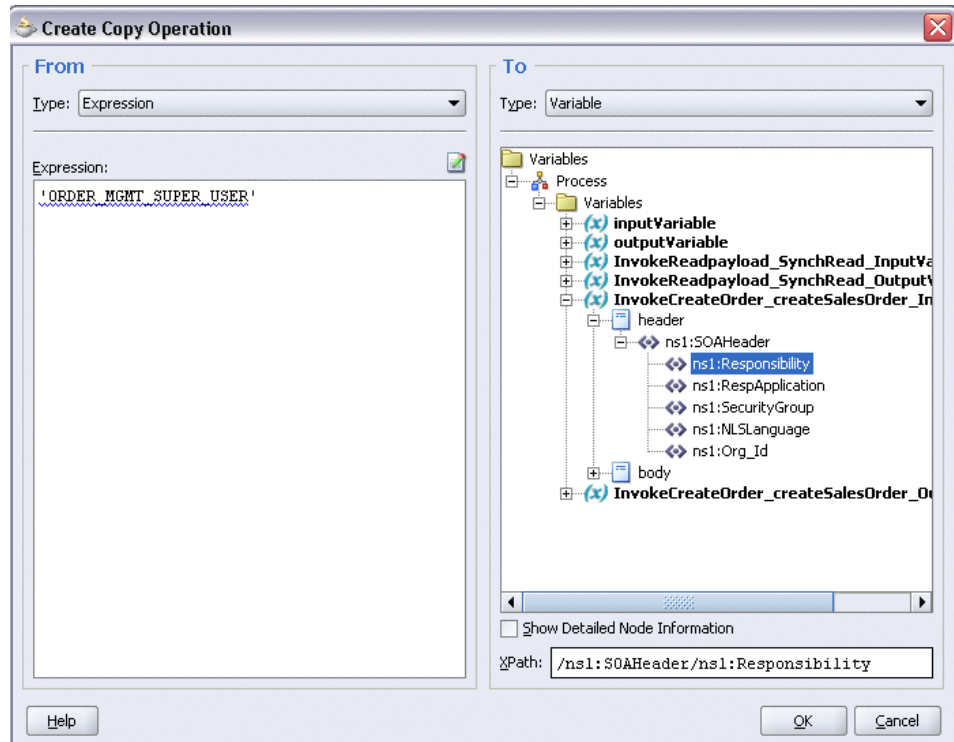 Create Copy Operation
From
Type: Expression
Expression:
'ORDER_MGMT_SUPER_USER'
To
Type: Variable
Variables
Process
Variables
inputVariable
outputVariable
InvokeReadpayload_SynchRead_InputVa
InvokeReadpayload_SynchRead_Output
InvokeCreateOrder_createSalesOrder_In
header
ns1:SOAHeader
ns1:Responsibility
ns1:RespApplication
ns1:SecurityGroup
ns1:NLSLanguage
ns1:Org_Id
body
InvokeCreateOrder_createSalesOrder_Ou
Show Detailed Node Information
XPath: /ns1:SOAHeader/ns1:Responsibility
Help
OK
Cancel